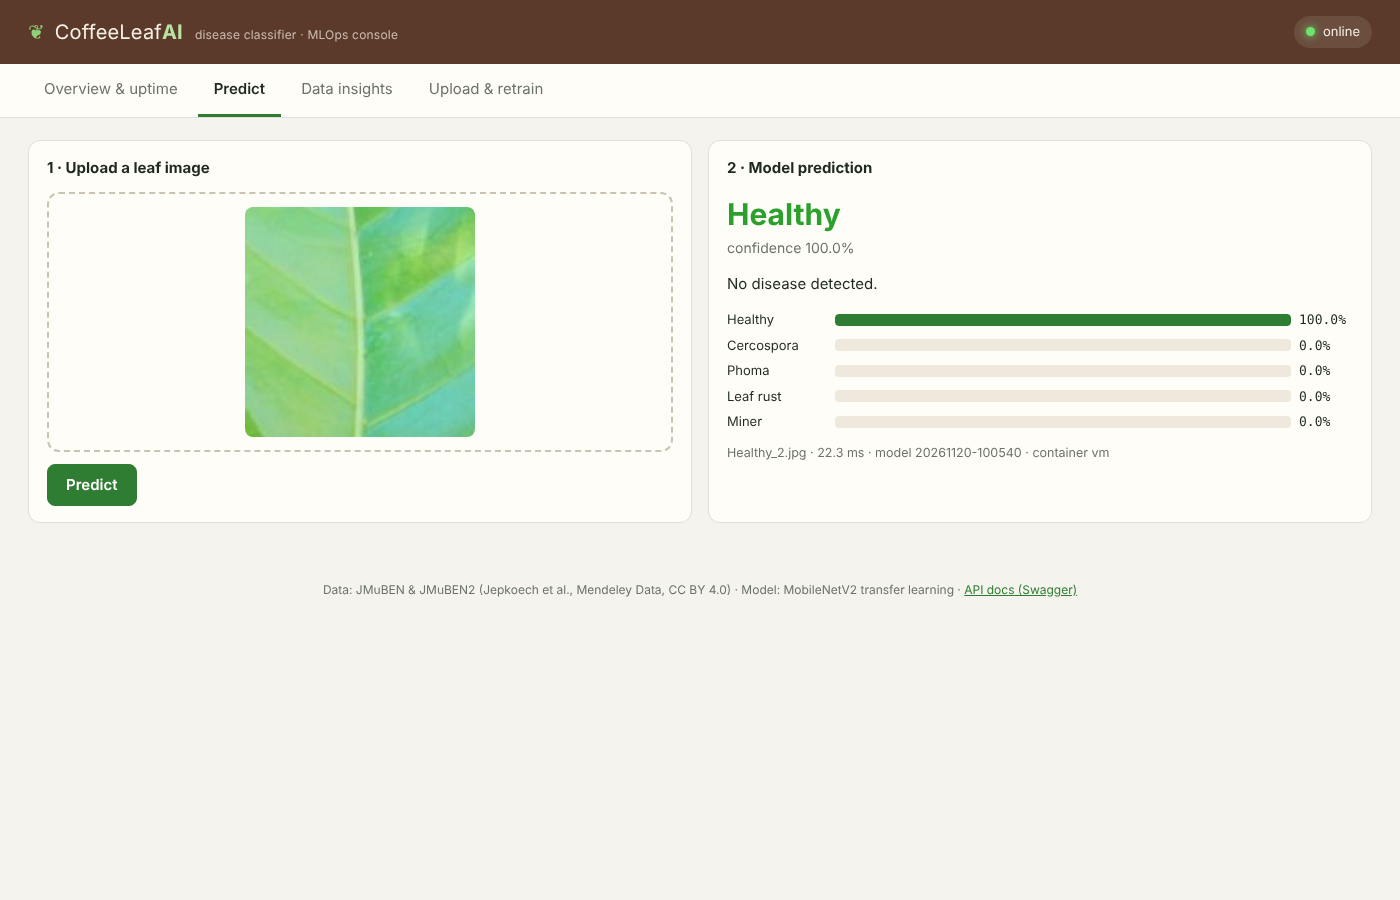 CoffeeLeafAI disease classifier · MLOps console
online
Overview & uptime
Predict
Data insights
Upload & retrain
1 · Upload a leaf image
Predict
2 · Model prediction
Healthy
confidence 100.0%
No disease detected.
Healthy 100.0%
Cercospora 0.0%
Phoma 0.0%
Leaf rust 0.0%
Miner 0.0%
Healthy_2.jpg · 22.3 ms · model 20261120-100540 · container vm
Data: JMuBEN & JMuBEN2 (Jepkoech et al., Mendeley Data, CC BY 4.0) · Model: MobileNetV2 transfer learning · API docs (Swagger)